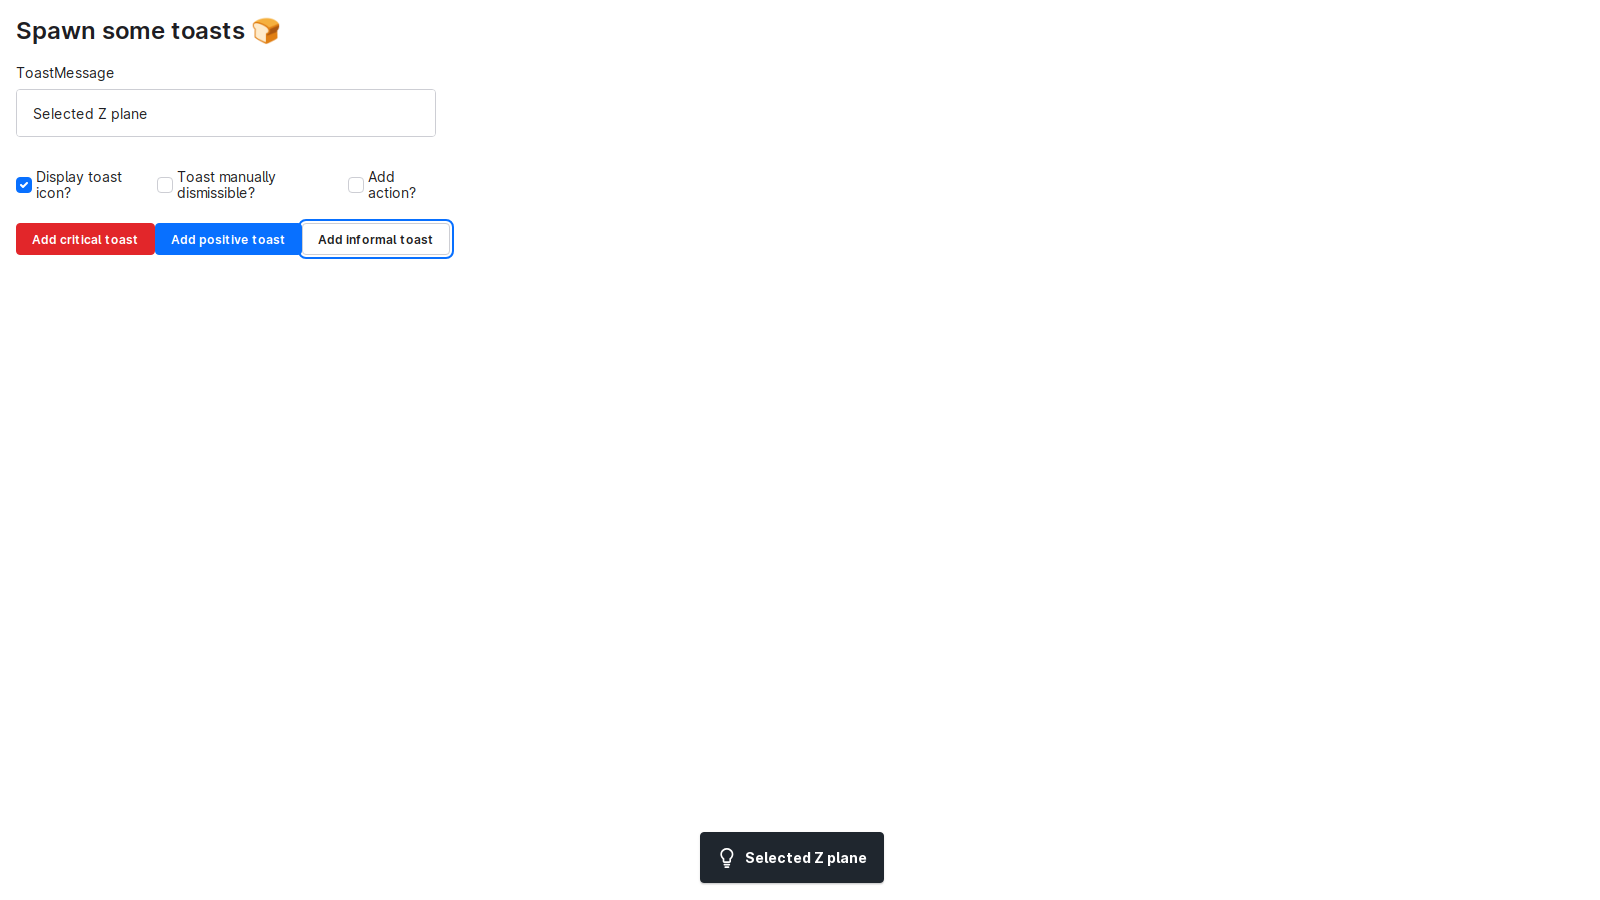 Spawn some toasts 🍞
ToastMessage
Selected Z plane
Display toast
icon?
Toast manually
dismissible?
Add
action?
Add critical toast
Add positive toast
Add informal toast
Selected Z plane